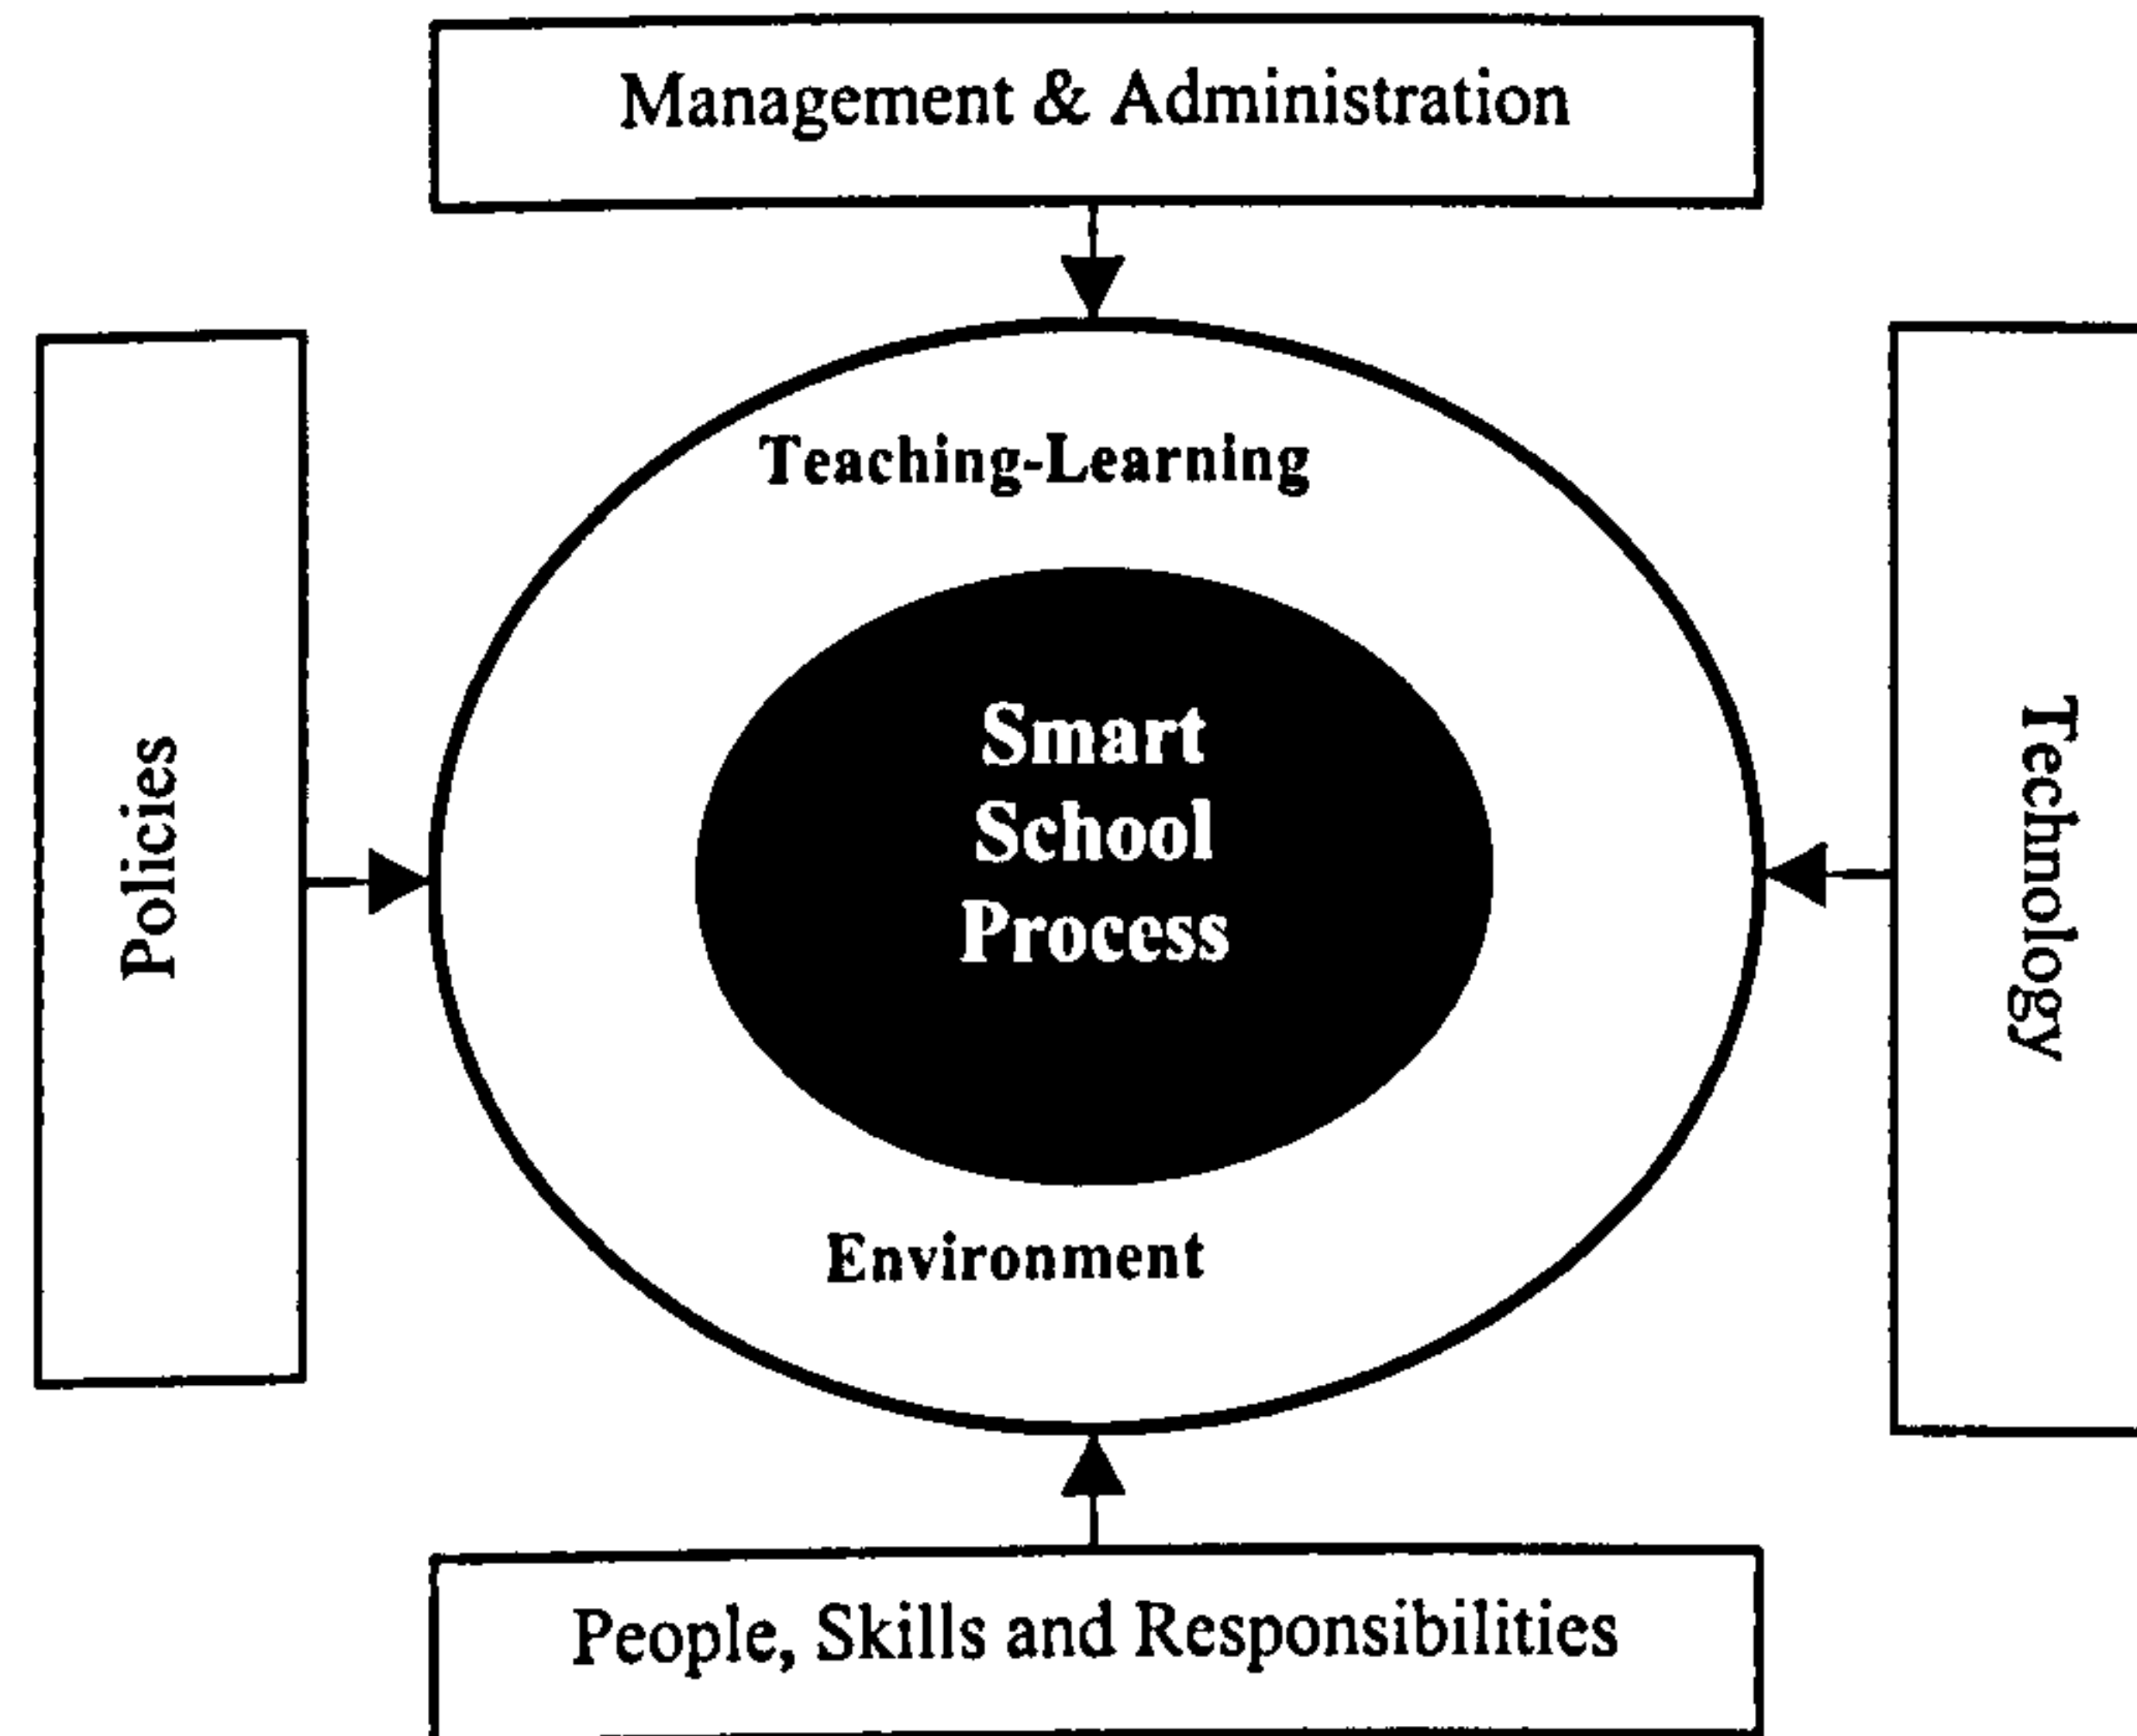 Management & Administration
Teaching-Learning
Policies
Smart
School
Process
Technology
Environment
People, Skills and Responsibilities